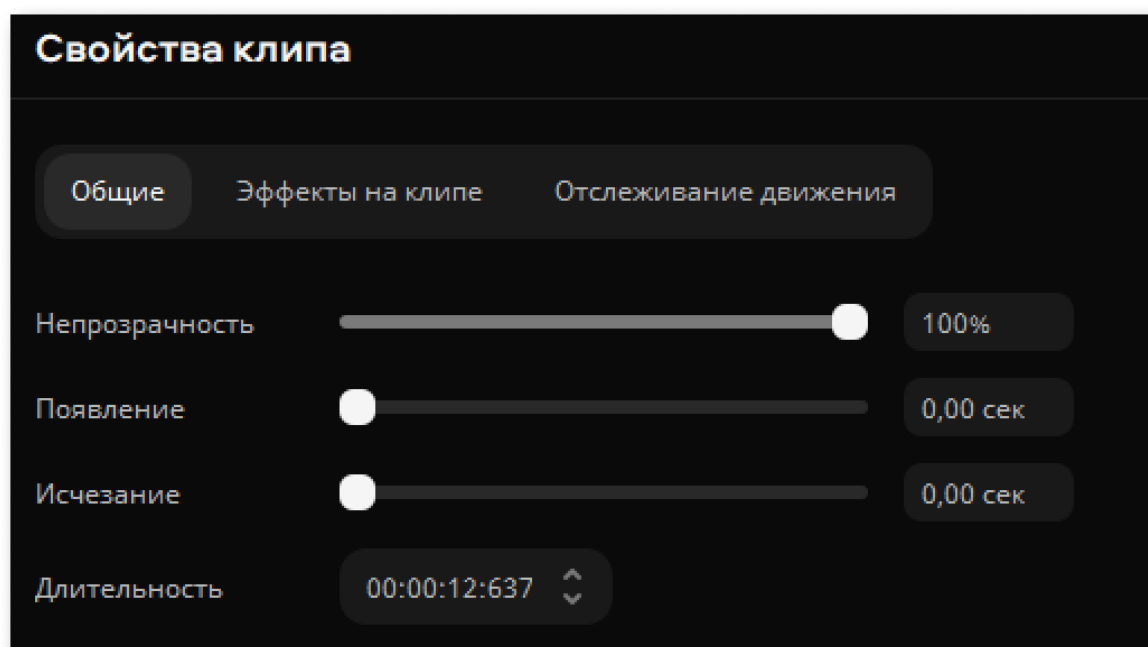 Свойства клипа
Общие Эффекты на клипе Отслеживание движения
Непрозрачность 100%
Появление 0,00 сек
Исчезание 0,00 сек
Длительность 00:00:12:637